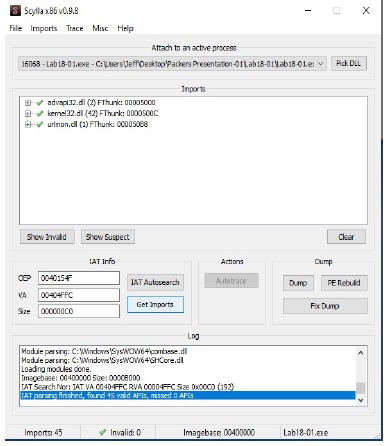 Scylla x86 v0.9.8
File Imports Trace Misc Help
Attach to an active process
16068 - Lab18-01.exe - C:\Users\Jeff\Desktop\Packers Presentation-01\Lab18-01\Lab18-01.ex
Pick DLL
Imports
advapi32.dll (2) FThunk: 00005000
kernel32.dll (42) FThunk: 0000500C
urlmon.dll (1) FThunk: 000050B8
Show Invalid Show Suspect Clear
IAT Info Actions Dump
OEP 0040154F IAT Autosearch Autotrace Dump PE Rebuild
VA 00404FFC
Size 000000C0 Get Imports Fix Dump
Log
Module parsing: C:\Windows\SysWOW64\combase.dll
Module parsing: C:\Windows\SysWOW64\SHCore.dll
Loading modules done.
Imagebase: 00400000 Size: 0000B000
IAT Search Nor: IAT VA 00404FFC RVA 00004FFC Size 0x00C0 (192)
IAT parsing finished, found 45 valid APIs, missed 0 APIs
Imports: 45 Invalid: 0 Imagebase: 00400000 Lab18-01.exe